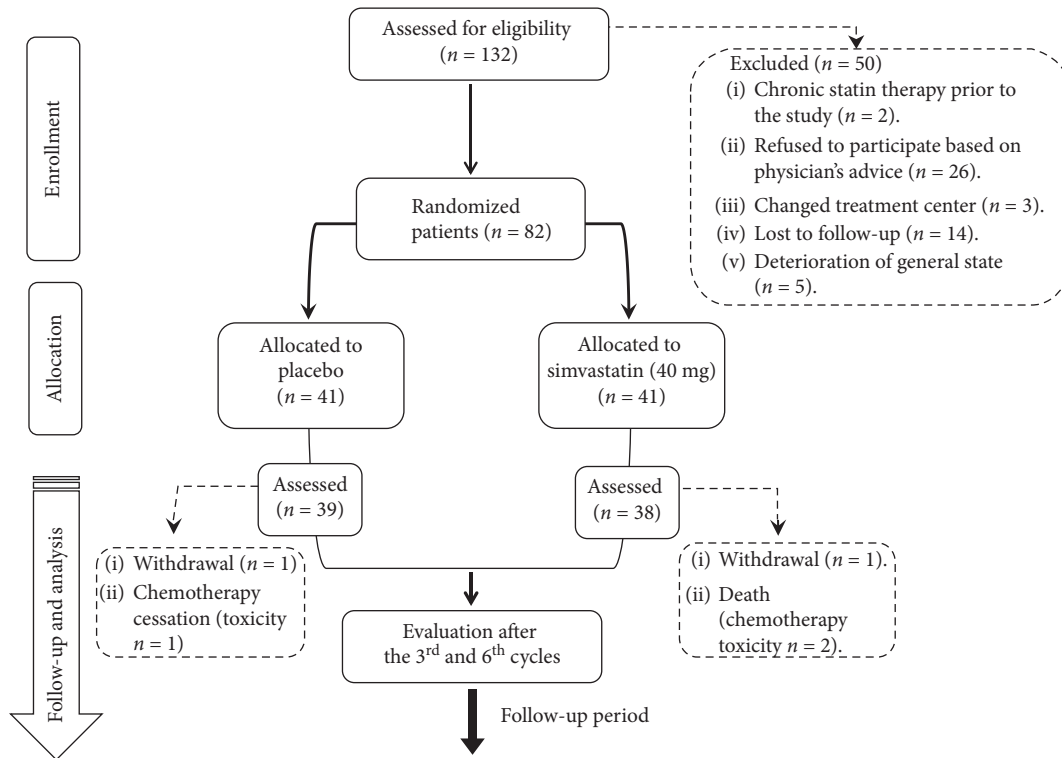 Enrollment
Assessed for eligibility
(n = 132)
Excluded (n = 50)
(i) Chronic statin therapy prior to
the study (n = 2).
(ii) Refused to participate based on
physician's advice (n = 26).
(iii) Changed treatment center (n = 3).
(iv) Lost to follow-up (n = 14).
(v) Deterioration of general state
(n = 5).
Randomized
patients (n = 82)
Allocation
Allocated to
placebo
(n = 41)
Allocated to
simvastatin (40 mg)
(n = 41)
Follow-up and analysis
Assessed
(n = 39)
Assessed
(n = 38)
(i) Withdrawal (n = 1)
(ii) Chemotherapy
cessation (toxicity
n = 1)
(i) Withdrawal (n = 1).
(ii) Death
(chemotherapy
toxicity n = 2).
Evaluation after
the 3rd and 6th cycles
Follow-up period